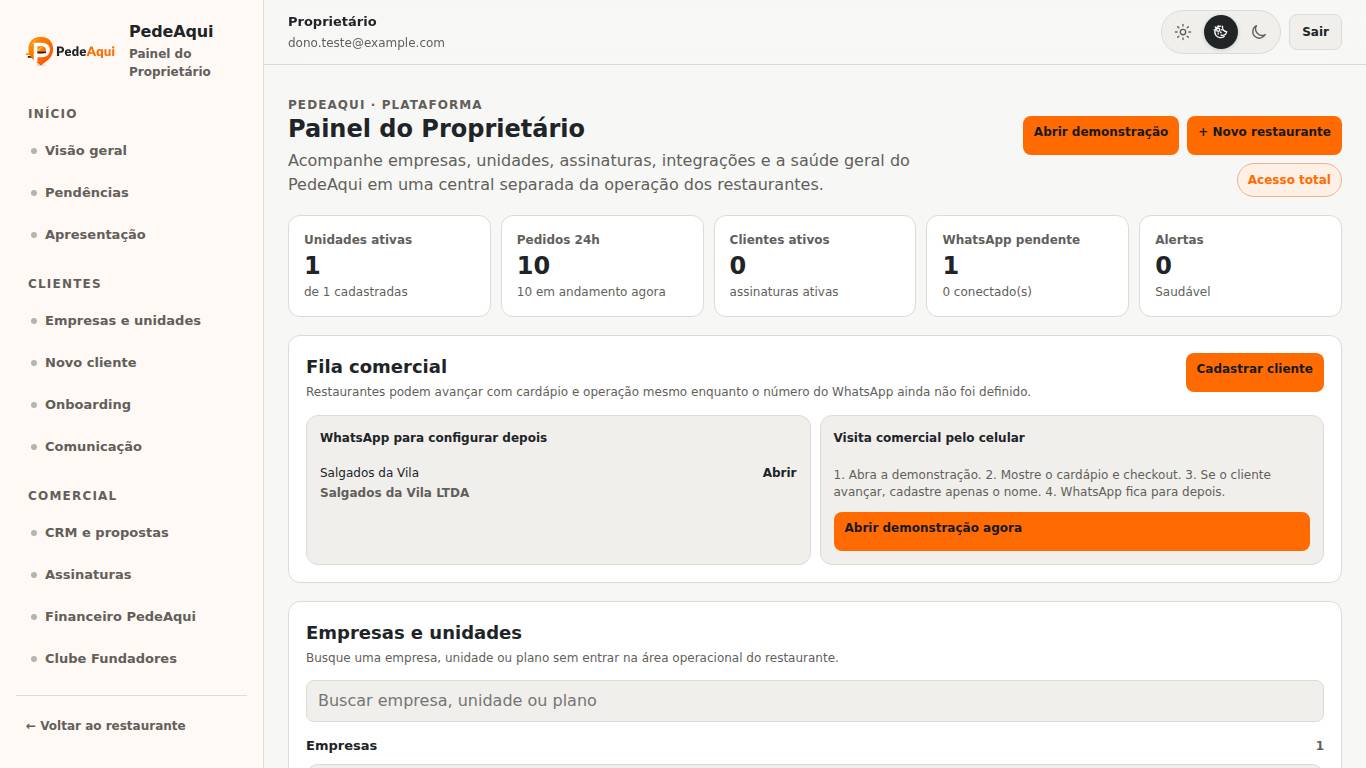 PedeAqui
PedeAqui
Painel do
Proprietário
INÍCIO
Visão geral
Pendências
Apresentação
CLIENTES
Empresas e unidades
Novo cliente
Onboarding
Comunicação
COMERCIAL
CRM e propostas
Assinaturas
Financeiro PedeAqui
Clube Fundadores
← Voltar ao restaurante
Proprietário
dono.teste@example.com
Sair
PEDEAQUI · PLATAFORMA
Painel do Proprietário
Acompanhe empresas, unidades, assinaturas, integrações e a saúde geral do
PedeAqui em uma central separada da operação dos restaurantes.
Abrir demonstração
+ Novo restaurante
Acesso total
Unidades ativas
1
de 1 cadastradas
Pedidos 24h
10
10 em andamento agora
Clientes ativos
0
assinaturas ativas
WhatsApp pendente
1
0 conectado(s)
Alertas
0
Saudável
Fila comercial
Restaurantes podem avançar com cardápio e operação mesmo enquanto o número do WhatsApp ainda não foi definido.
Cadastrar cliente
WhatsApp para configurar depois
Salgados da Vila
Abrir
Salgados da Vila LTDA
Visita comercial pelo celular
1. Abra a demonstração. 2. Mostre o cardápio e checkout. 3. Se o cliente
avançar, cadastre apenas o nome. 4. WhatsApp fica para depois.
Abrir demonstração agora
Empresas e unidades
Busque uma empresa, unidade ou plano sem entrar na área operacional do restaurante.
Buscar empresa, unidade ou plano
Empresas
1